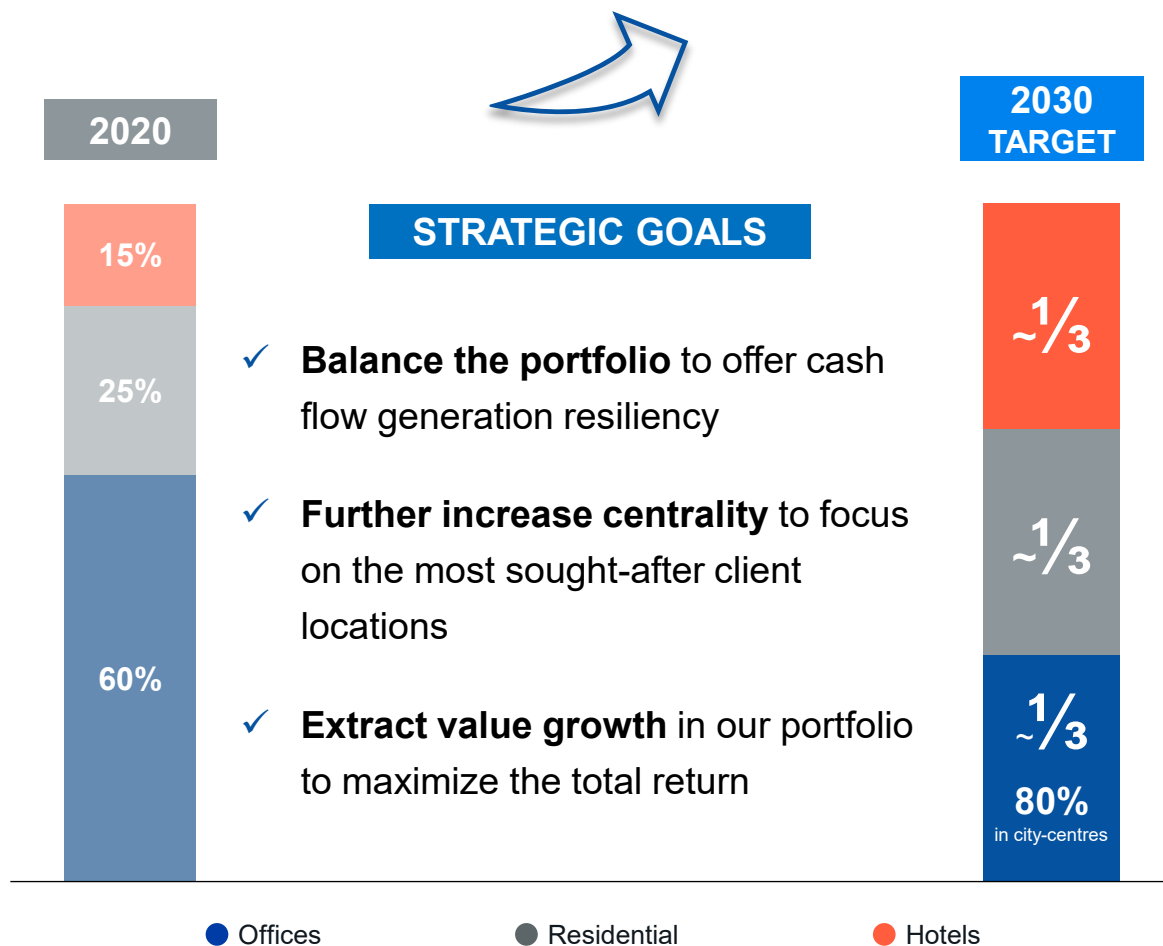 2020
2030
TARGET
STRATEGIC GOALS
15%
25%
60%
✓ Balance the portfolio to offer cash
flow generation resiliency
✓ Further increase centrality to focus
on the most sought-after client
locations
✓ Extract value growth in our portfolio
to maximize the total return
~⅓
~⅓
~⅓
80%
in city-centres
Offices
Residential
Hotels